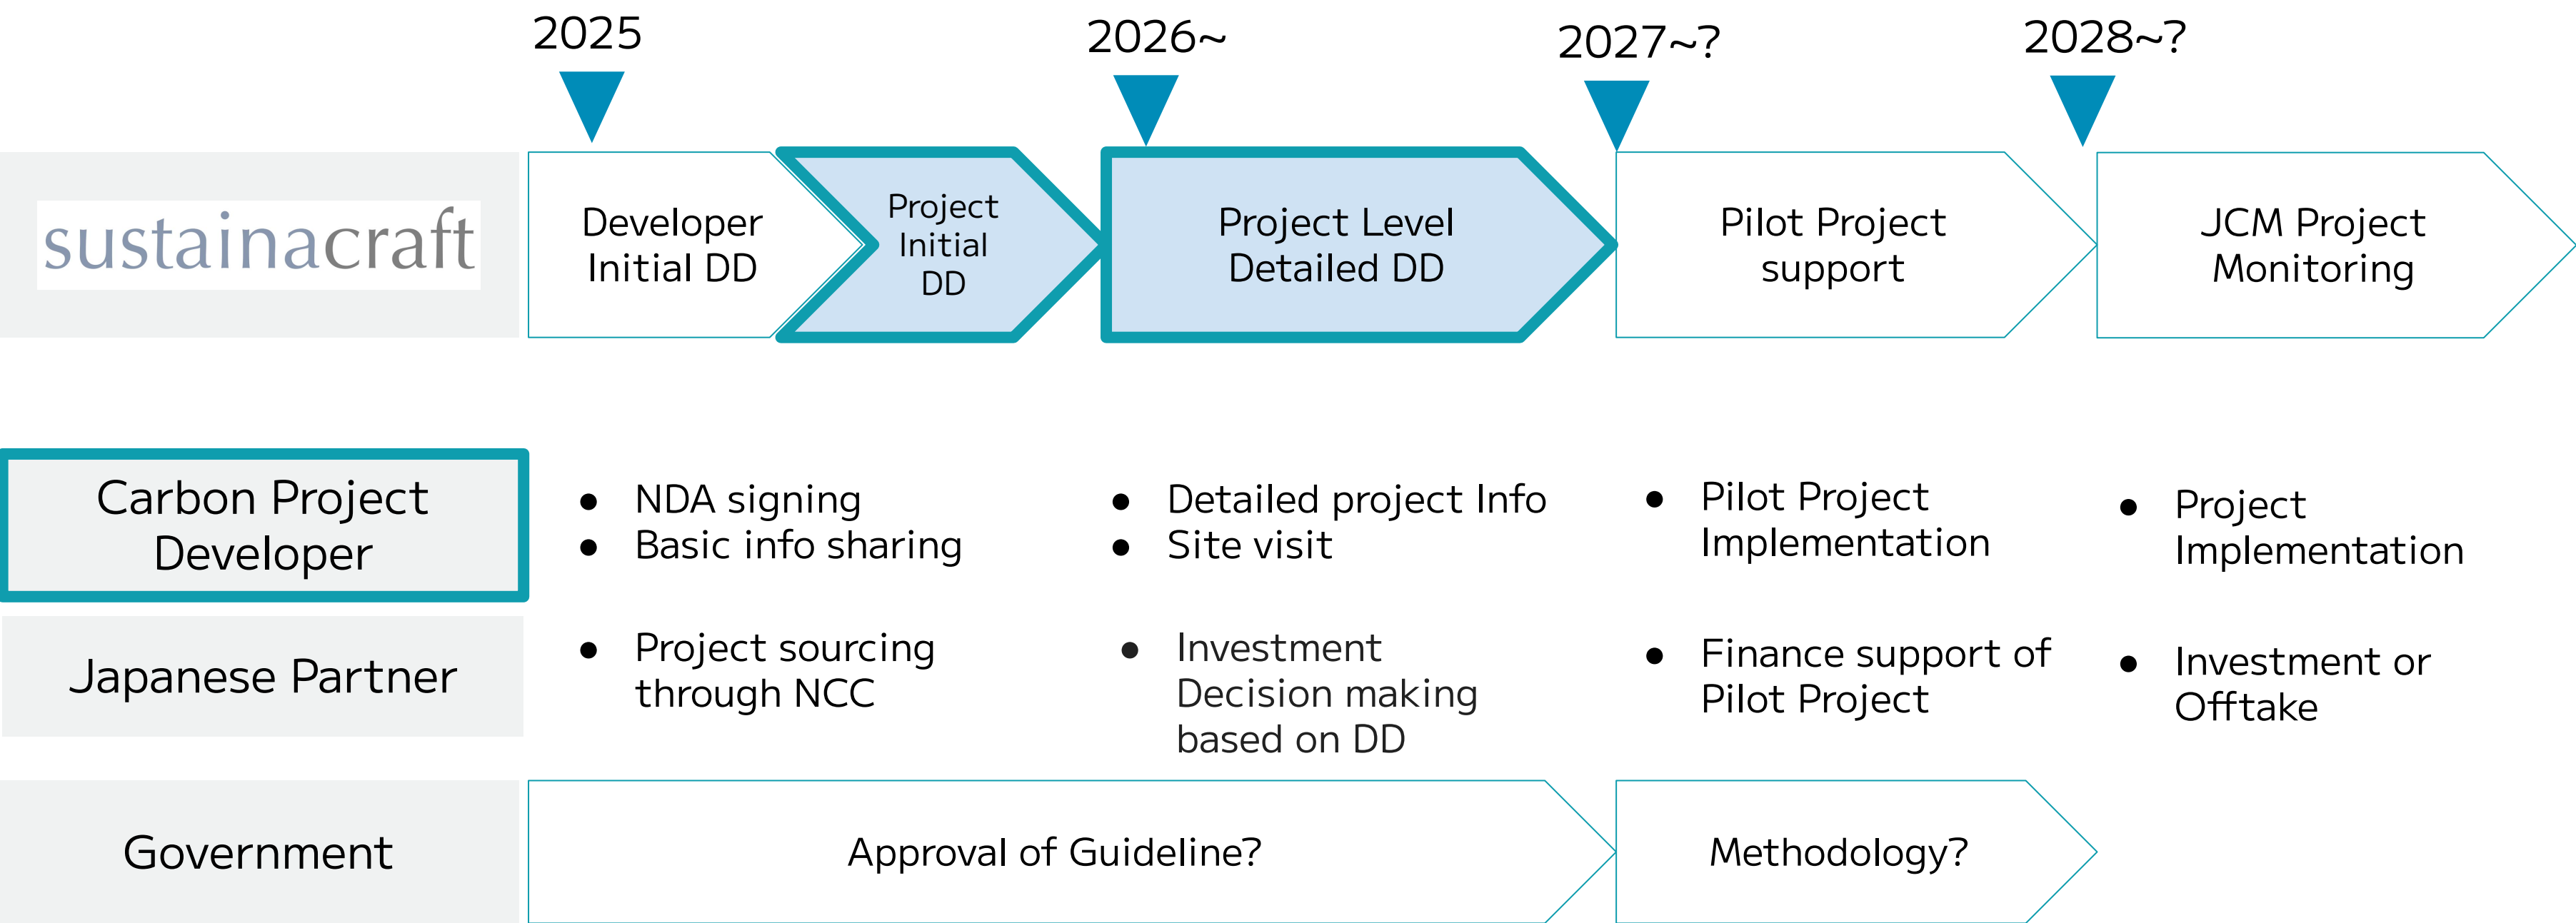 2025
2026~
2027~?
2028~?
sustainacraft
Developer
Initial DD
Project
Initial
DD
Project Level
Detailed DD
Pilot Project
support
JCM Project
Monitoring
Carbon Project
Developer
● NDA signing
● Basic info sharing
● Detailed project Info
● Site visit
● Pilot Project
Implementation
● Project
Implementation
Japanese Partner
● Project sourcing
through NCC
● Investment
Decision making
based on DD
● Finance support of
Pilot Project
● Investment or
Offtake
Government
Approval of Guideline?
Methodology?